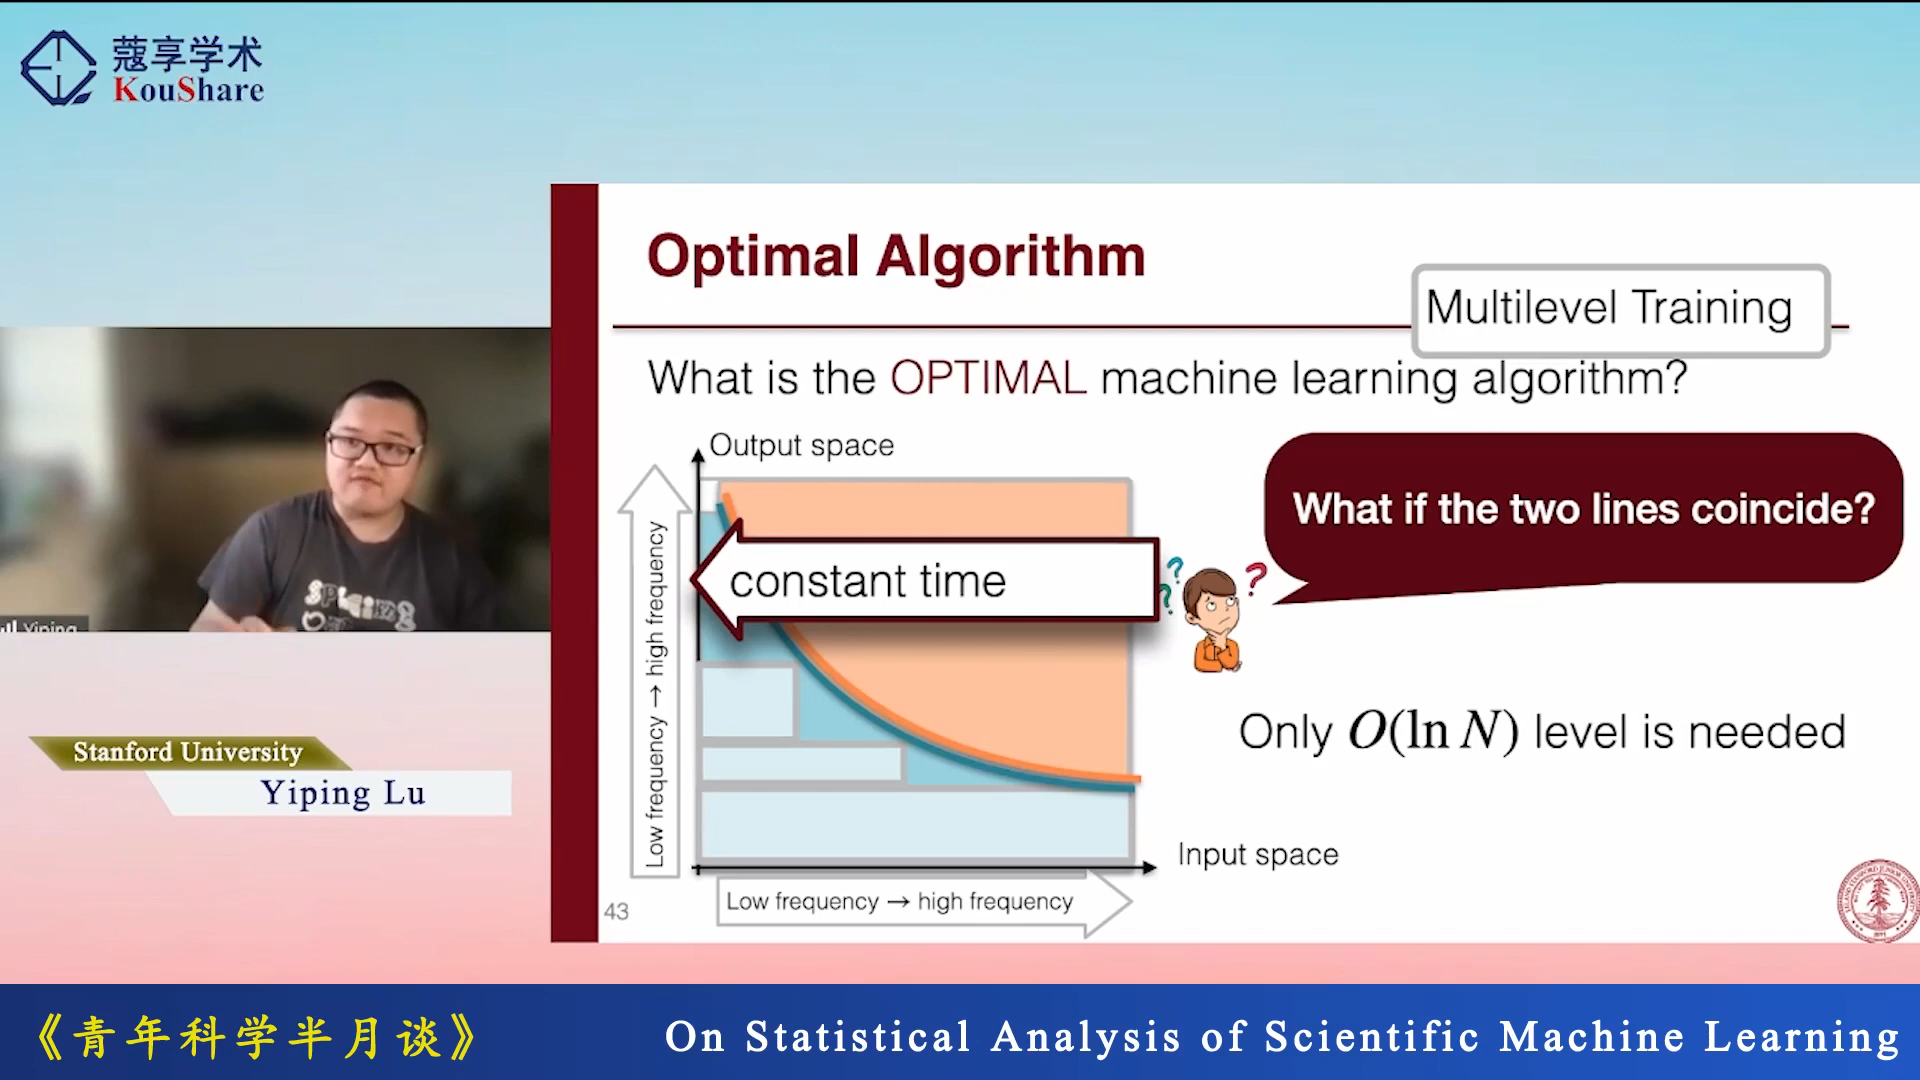 蔻享学术
KouShare
Optimal Algorithm
Multilevel Training
What is the OPTIMAL machine learning algorithm?
Output space
What if the two lines coincide?
constant time
Low frequency → high frequency
Only O(ln N) level is needed
Input space
Low frequency → high frequency
43
Yiping
Stanford University
Yiping Lu
《青年科学半月谈》
On Statistical Analysis of Scientific Machine Learning